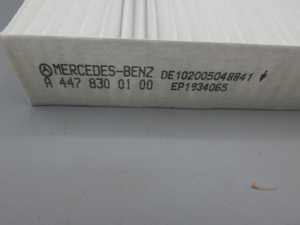 MERCEDES-BENZ DE102005048841
A 447 830 01 00 EP1934065